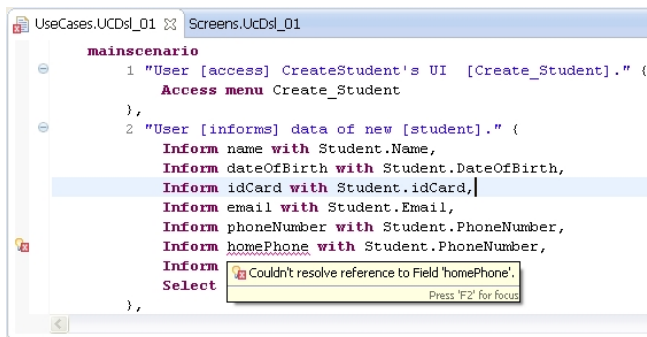 UseCases.UCDsl_01 Screens.UcDsl_01
mainscenario
1 "User [access] CreateStudent's UI  [Create_Student]." (
Access menu Create_Student
),
2 "User [informs] data of new [student]." (
Inform name with Student.Name,
Inform dateOfBirth with Student.DateOfBirth,
Inform idCard with Student.idCard,
Inform email with Student.Email,
Inform phoneNumber with Student.PhoneNumber,
Inform homePhone with Student.PhoneNumber,
Inform
Couldn't resolve reference to Field 'homePhone'.
Select
Press 'F2' for focus
),